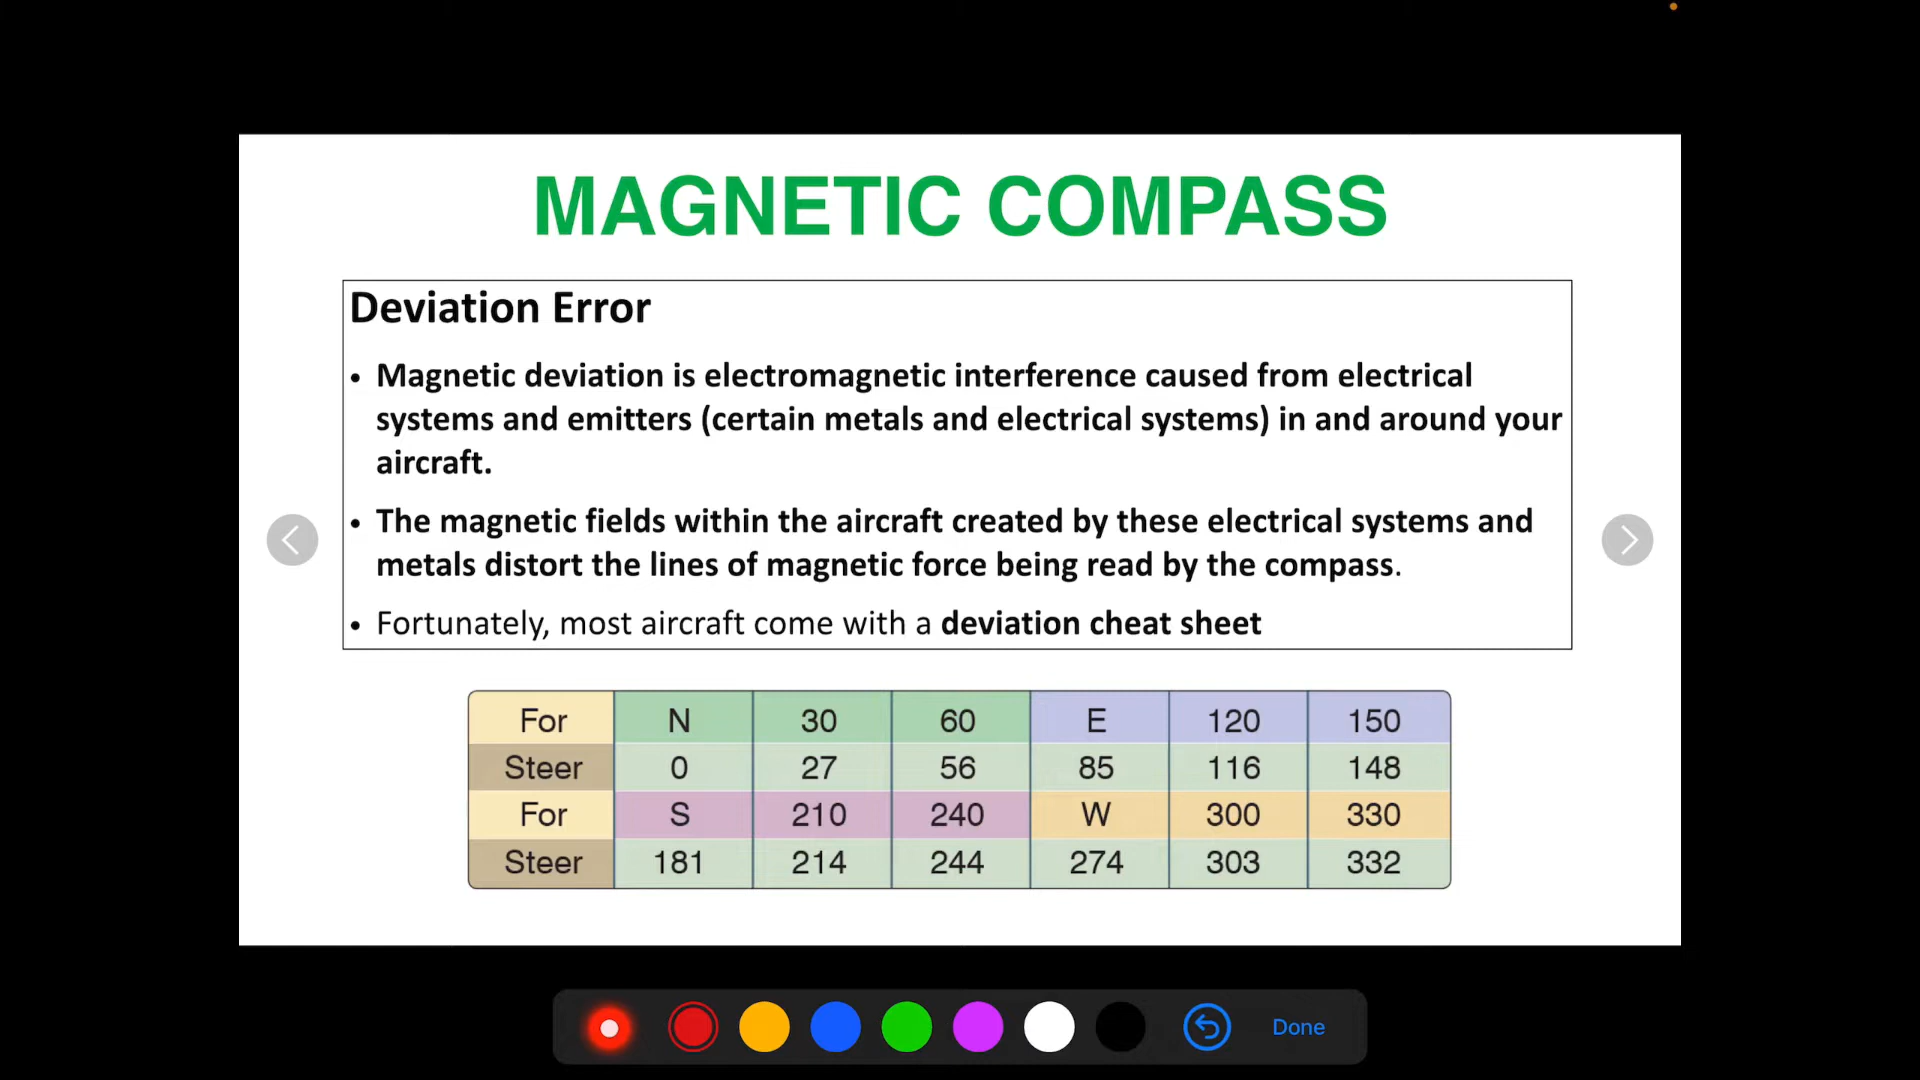 MAGNETIC COMPASS
Deviation Error
• Magnetic deviation is electromagnetic interference caused from electrical
systems and emitters (certain metals and electrical systems) in and around your
aircraft.
• The magnetic fields within the aircraft created by these electrical systems and
metals distort the lines of magnetic force being read by the compass.
• Fortunately, most aircraft come with a deviation cheat sheet
For N 30 60 E 120 150
Steer 0 27 56 85 116 148
For S 210 240 W 300 330
Steer 181 214 244 274 303 332
Done